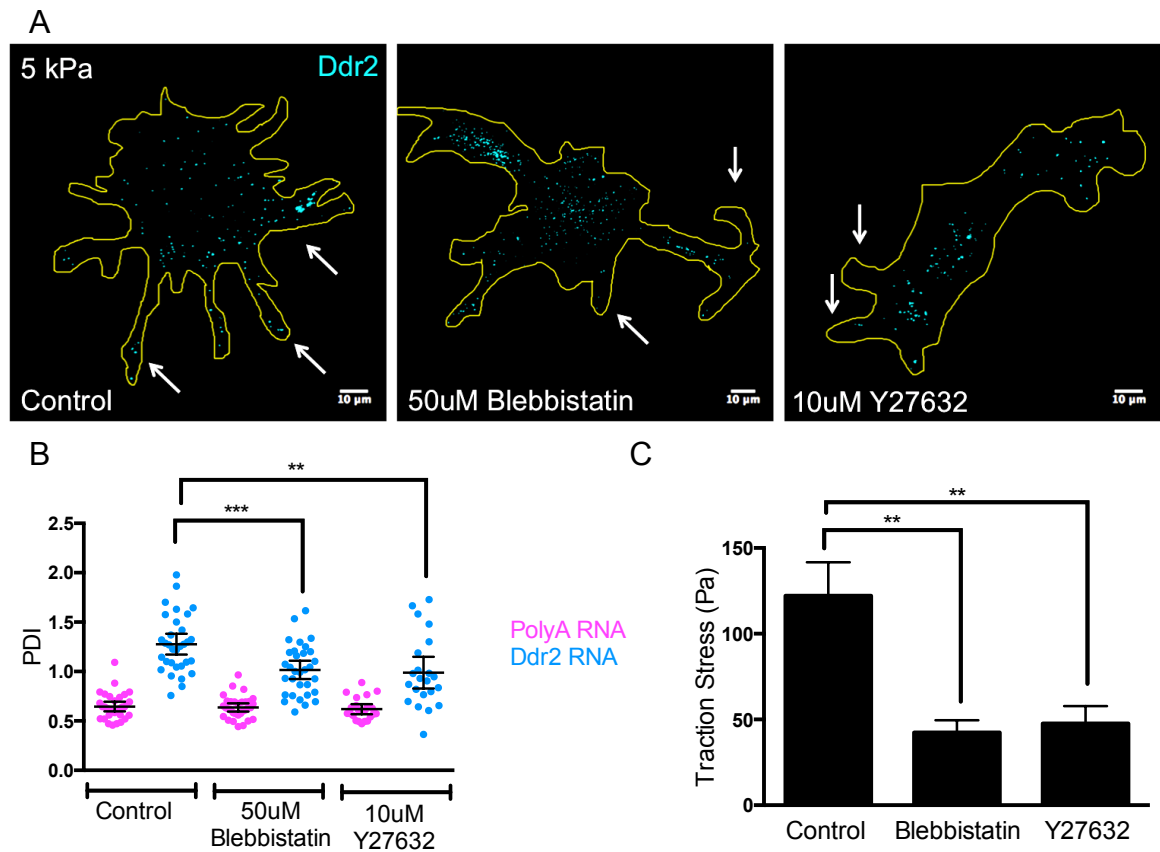 A
5 kPa
Ddr2
Control
10 μm
50uM Blebbistatin
10 μm
10uM Y27632
10 μm
B
**
***
2.5
2.0
1.5
1.0
0.5
0.0
PDI
Control
50uM
Blebbistatin
10uM
Y27632
PolyA RNA
Ddr2 RNA
C
**
**
150
100
50
0
Traction Stress (Pa)
Control
Blebbistatin
Y27632